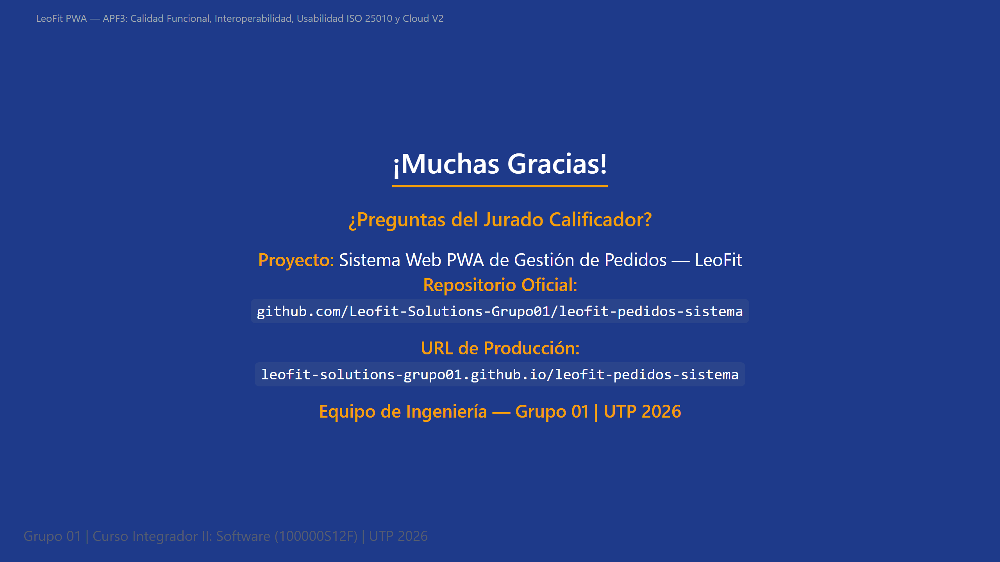 LeoFit PWA — APF3: Calidad Funcional, Interoperabilidad, Usabilidad ISO 25010 y Cloud V2
¡Muchas Gracias!
¿Preguntas del Jurado Calificador?
Proyecto: Sistema Web PWA de Gestión de Pedidos — LeoFit
Repositorio Oficial:
github.com/Leofit-Solutions-Grupo01/leofit-pedidos-sistema
URL de Producción:
leofit-solutions-grupo01.github.io/leofit-pedidos-sistema
Equipo de Ingeniería — Grupo 01 | UTP 2026
Grupo 01 | Curso Integrador II: Software (100000S12F) | UTP 2026